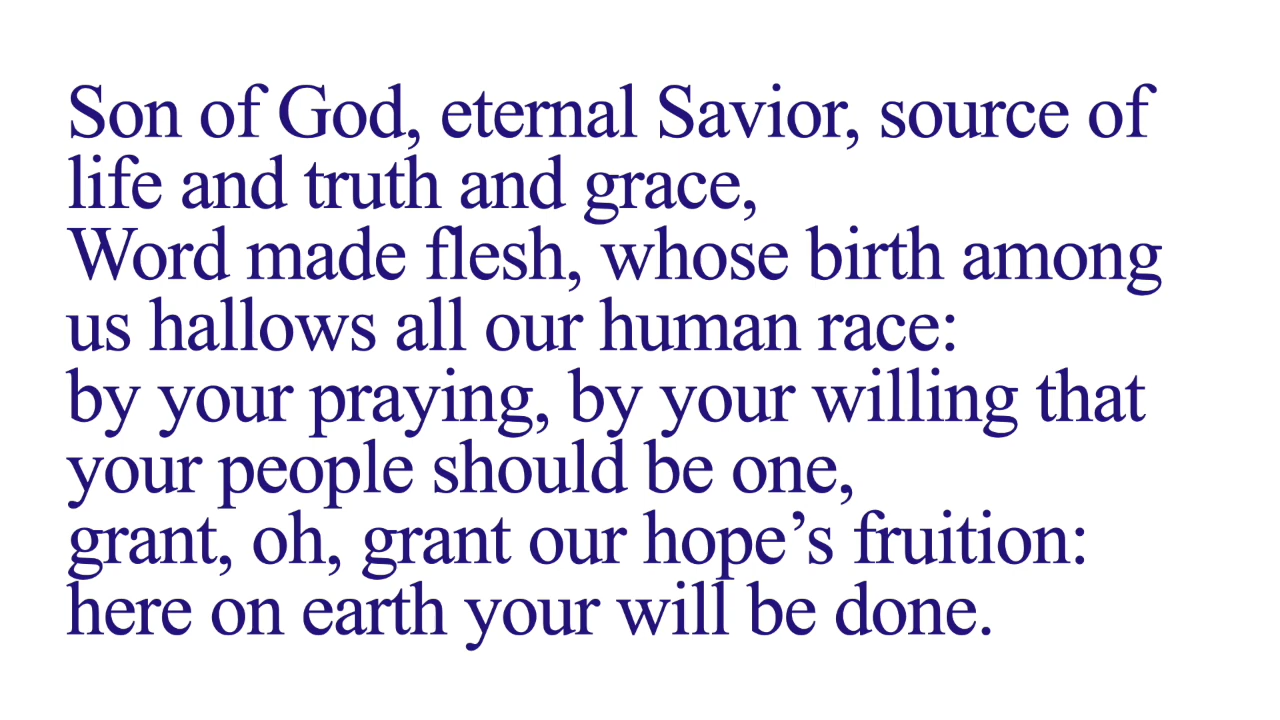 Son of God, eternal Savior, source of
life and truth and grace,
Word made flesh, whose birth among
us hallows all our human race:
by your praying, by your willing that
your people should be one,
grant, oh, grant our hope’s fruition:
here on earth your will be done.